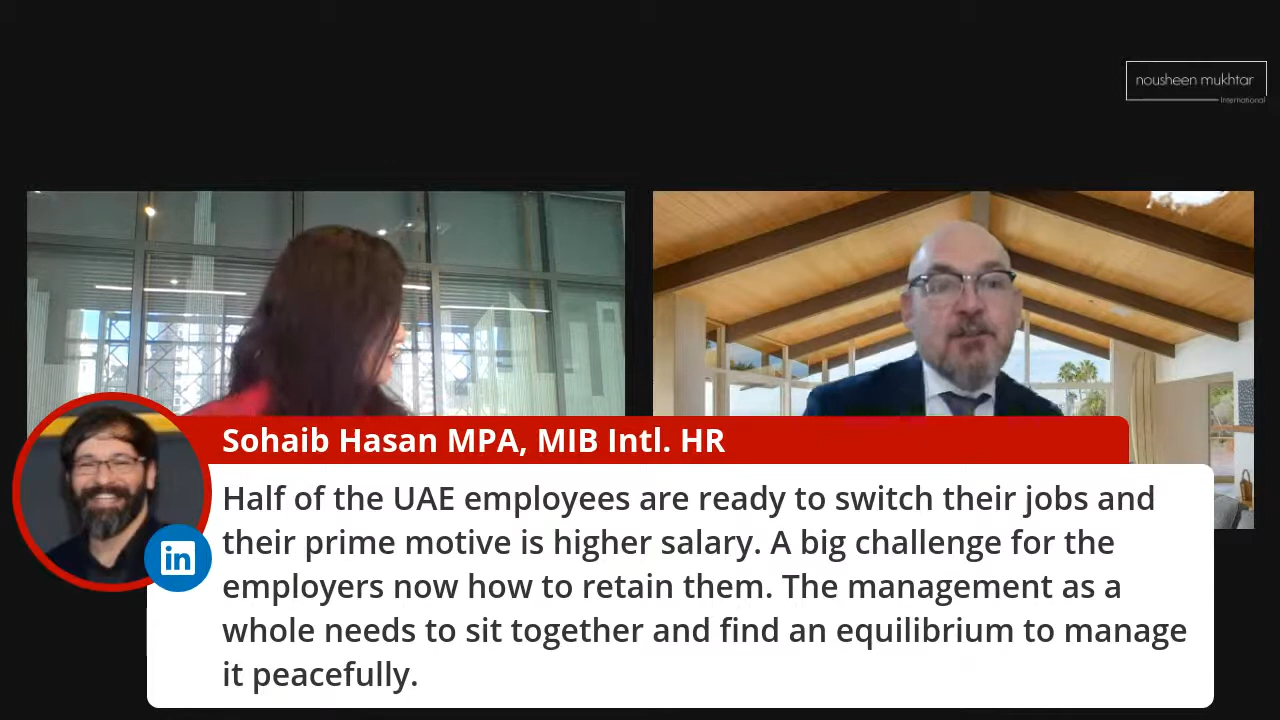 nousheen mukhtar
International
Sohaib Hasan MPA, MIB Intl. HR
Half of the UAE employees are ready to switch their jobs and
their prime motive is higher salary. A big challenge for the
employers now how to retain them. The management as a
whole needs to sit together and find an equilibrium to manage
it peacefully.
in